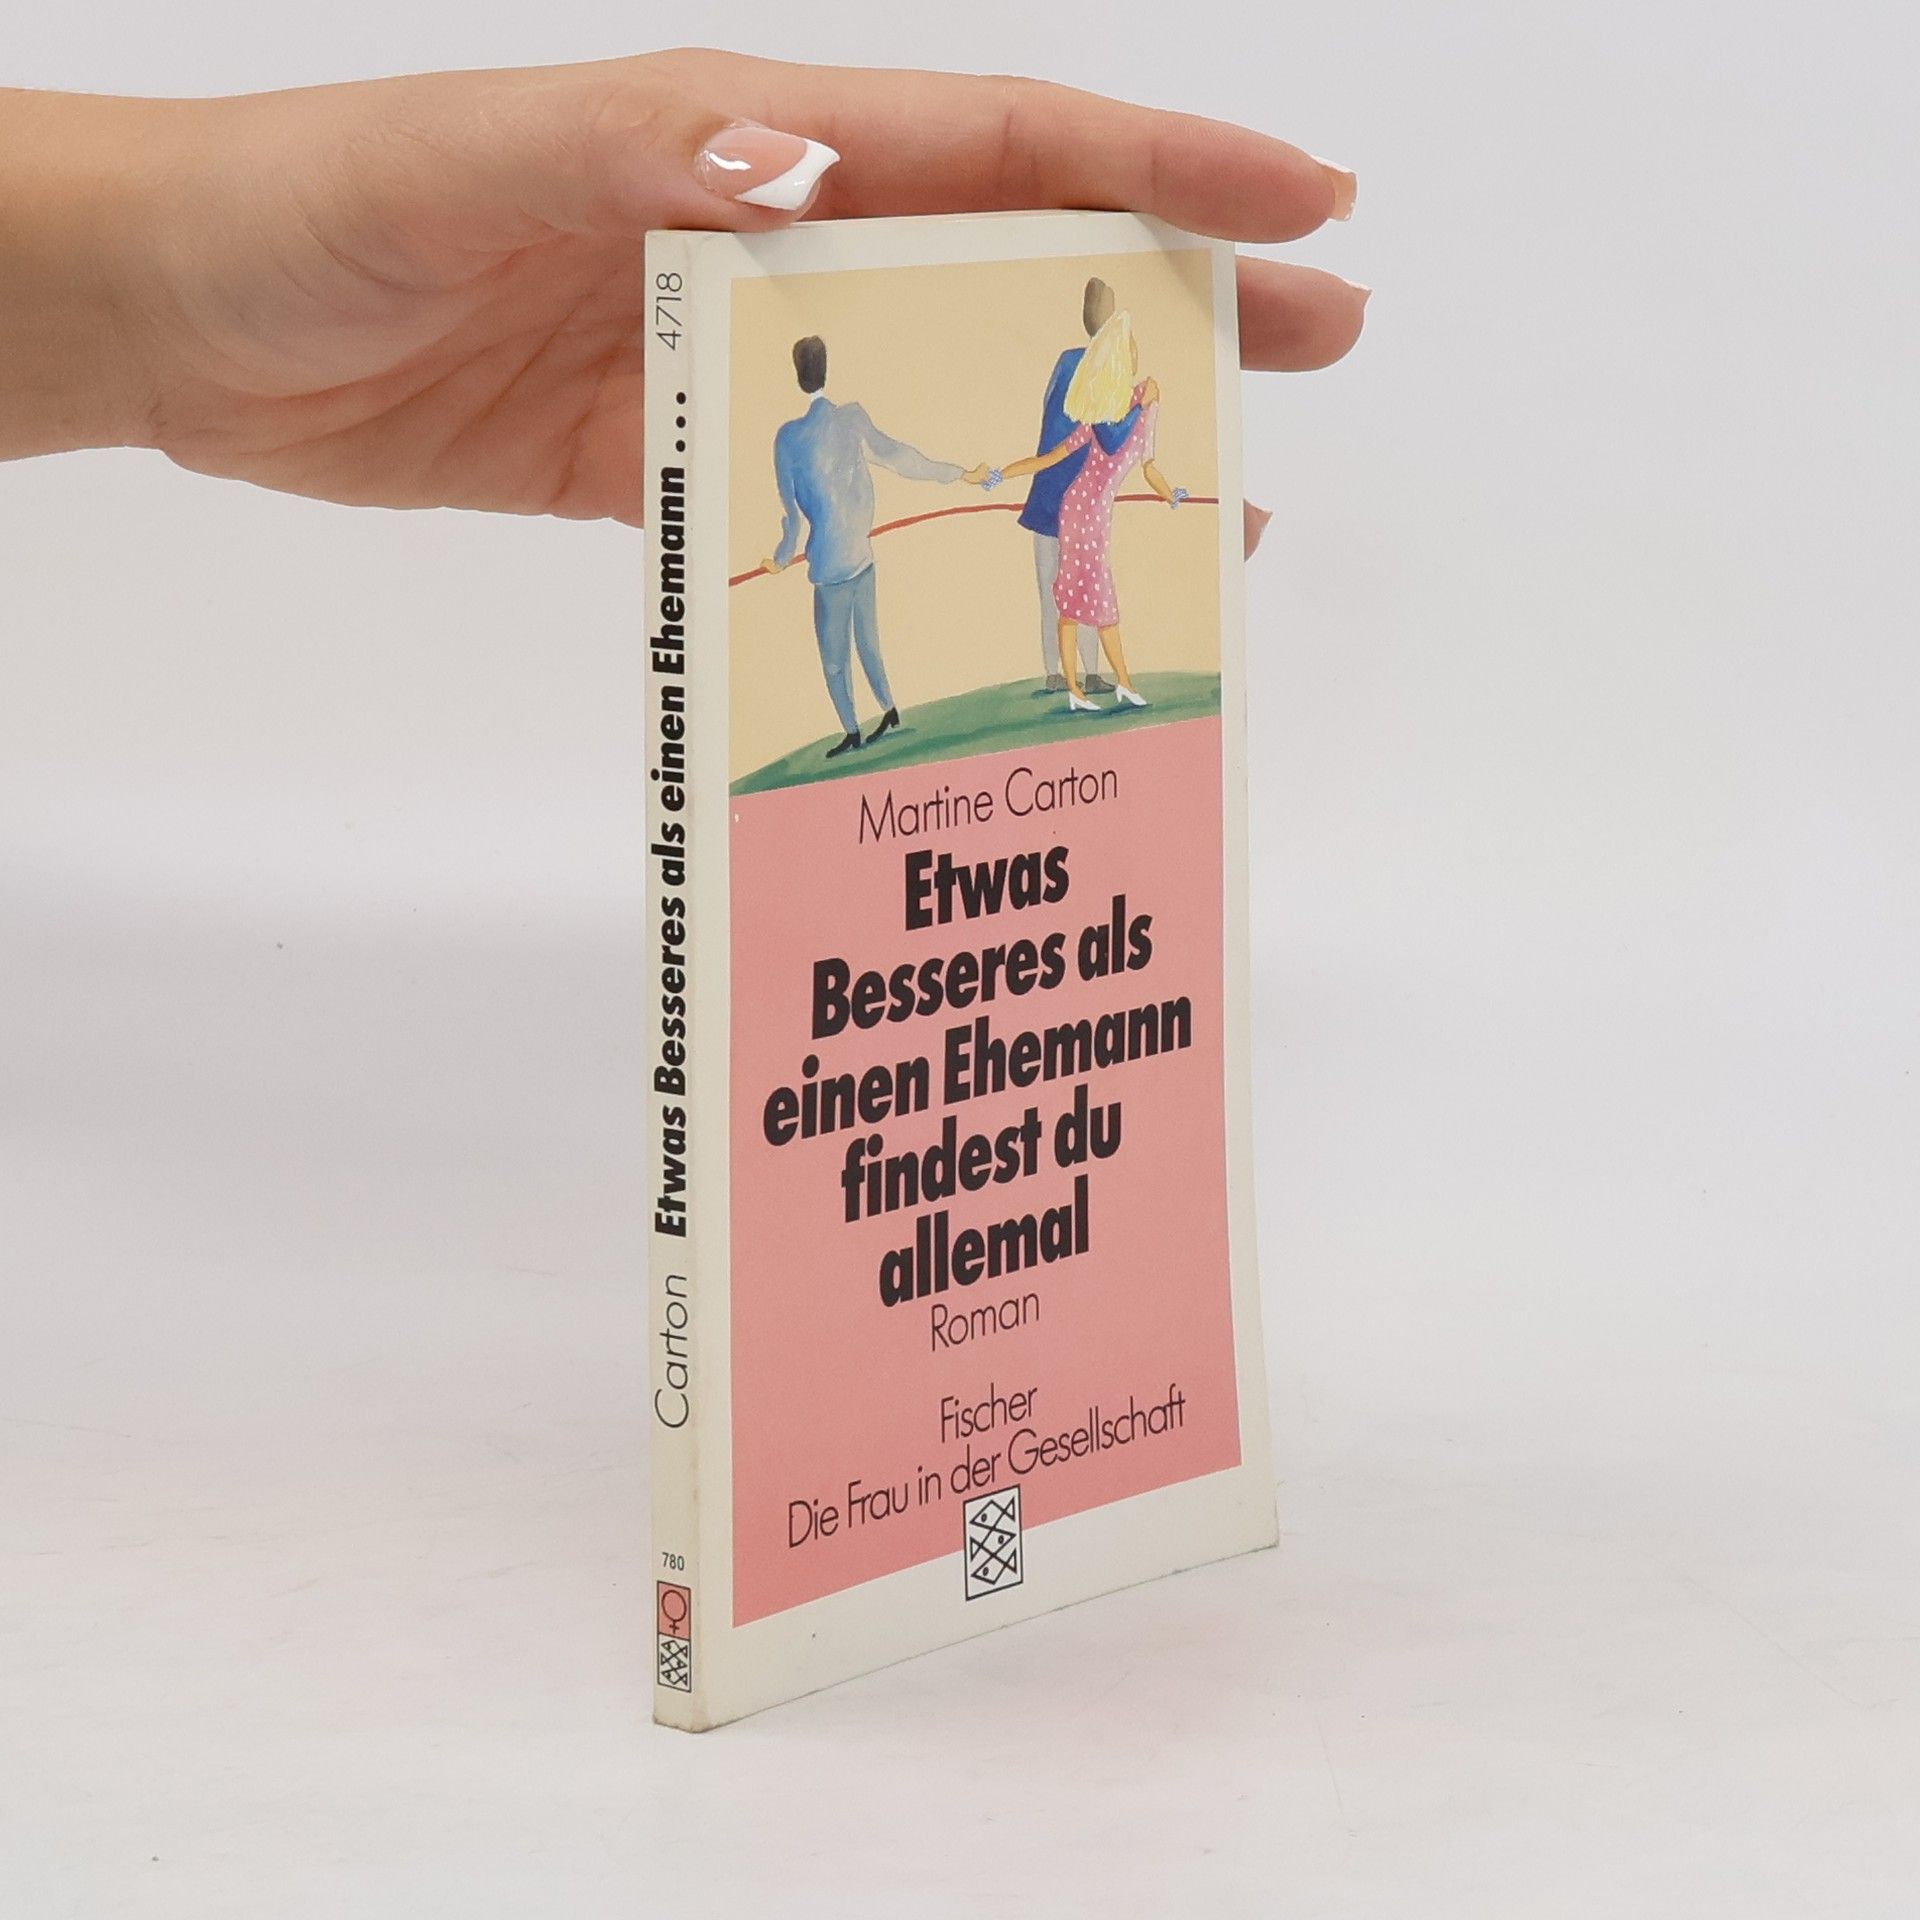 4718
Carton Etwas Besseres als einen Ehemann...
780
Martine Carton
Etwas
Besseres als
einen Ehemann
findest du
allemal
Roman
Fischer
Die Frau in der Gesellschaft